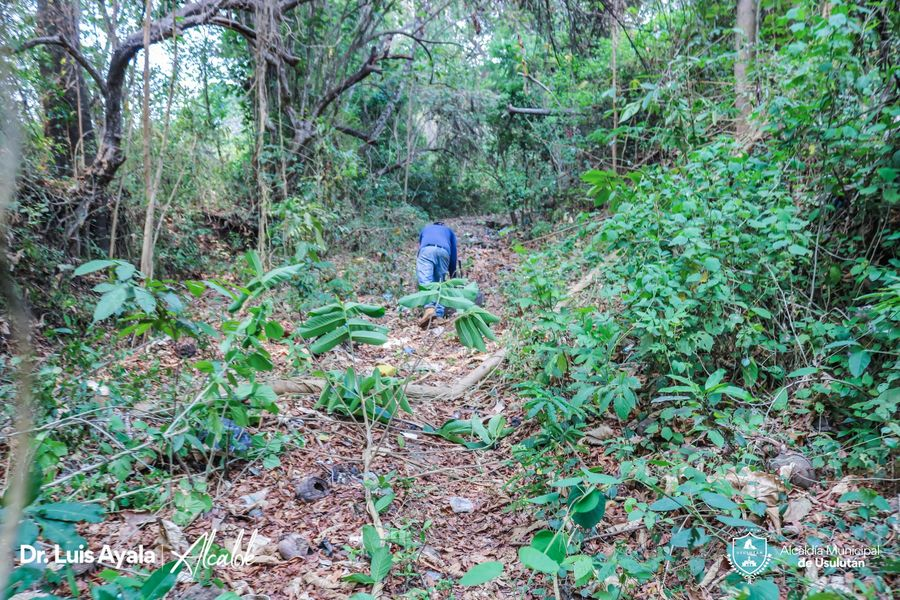 Dr. Luis Ayala | Alcalde
Alcaldía Municipal
de Usulután